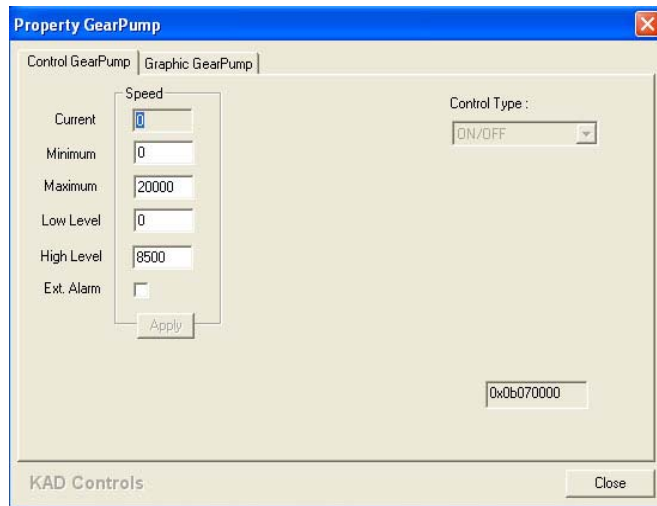 Property GearPump
Control GearPump
Graphic GearPump
Speed
Current
0
Minimum
0
Maximum
20000
Low Level
0
High Level
8500
Ext. Alarm
Apply
Control Type :
ON/OFF
0x0b070000
KAD Controls
Close